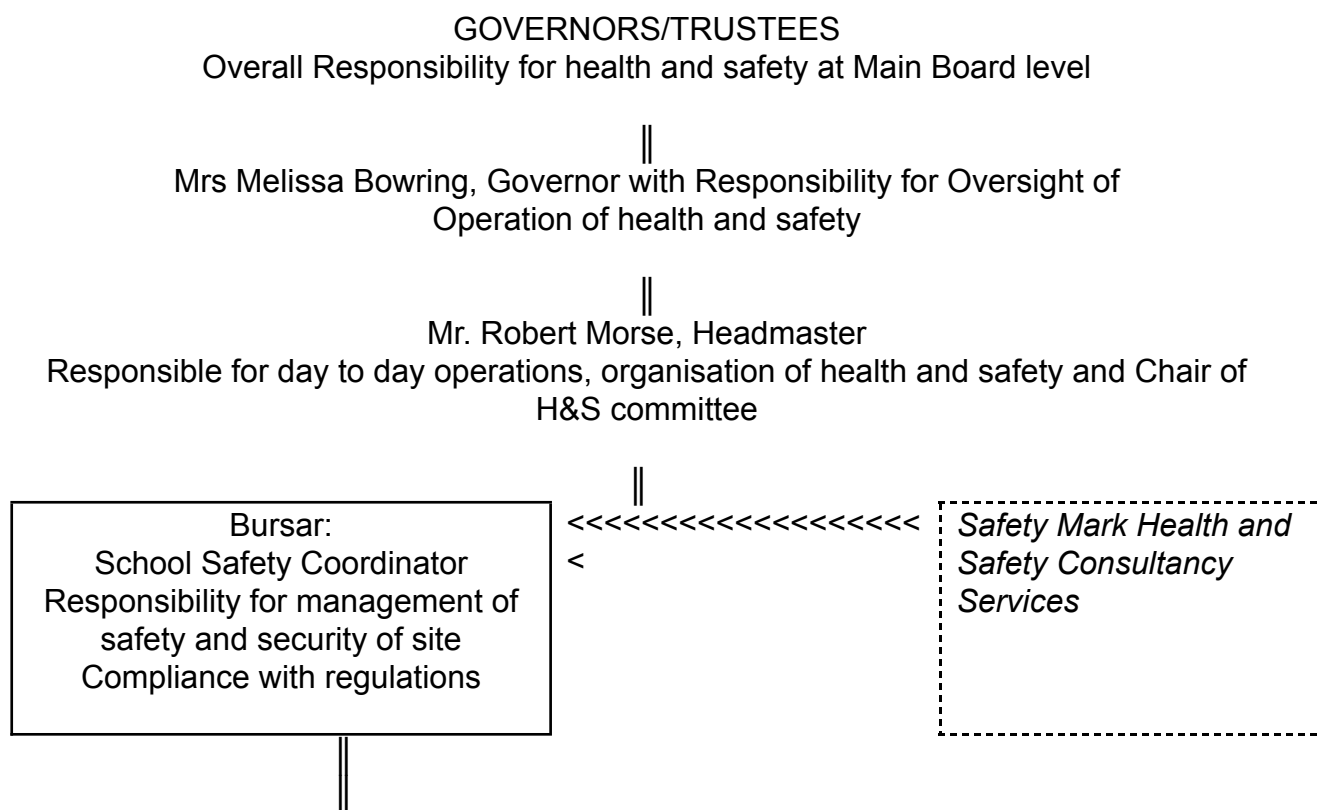 GOVERNORS/TRUSTEES
Overall Responsibility for health and safety at Main Board level
║
Mrs Melissa Bowring, Governor with Responsibility for Oversight of
Operation of health and safety
║
Mr. Robert Morse, Headmaster
Responsible for day to day operations, organisation of health and safety and Chair of
H&S committee
║
Bursar:
School Safety Coordinator
Responsibility for management of
safety and security of site
Compliance with regulations
<<<<<<<<<<<<<<<<<<<
<
Safety Mark Health and
Safety Consultancy
Services
║
║